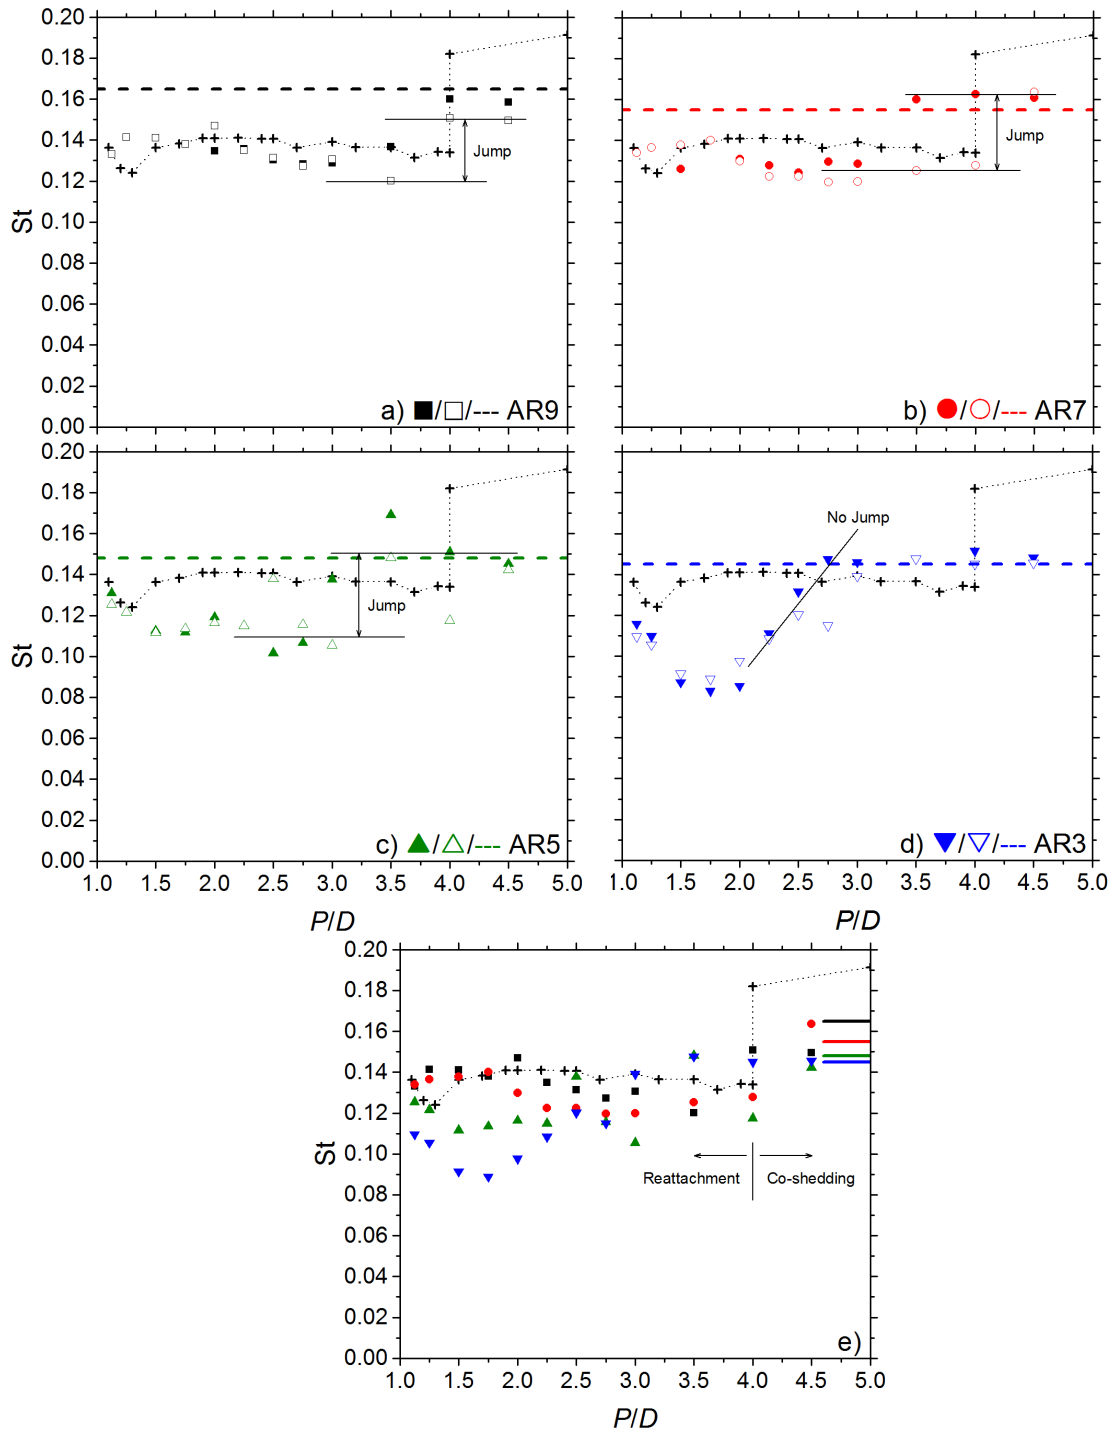 0.20
0.18
0.16
0.14
0.12
0.10
0.08
0.06
0.04
0.02
0.00
St
Jump
a) ■/□/--- AR9
Jump
b) ●/○/--- AR7
0.20
0.18
0.16
0.14
0.12
0.10
0.08
0.06
0.04
0.02
0.00
St
Jump
c) ▲/△/--- AR5
1.0 1.5 2.0 2.5 3.0 3.5 4.0 4.5 5.0
P/D
No Jump
d) ▼/▽/--- AR3
1.0 1.5 2.0 2.5 3.0 3.5 4.0 4.5 5.0
P/D
0.20
0.18
0.16
0.14
0.12
0.10
0.08
0.06
0.04
0.02
0.00
St
Reattachment
Co-shedding
e)
1.0 1.5 2.0 2.5 3.0 3.5 4.0 4.5 5.0
P/D